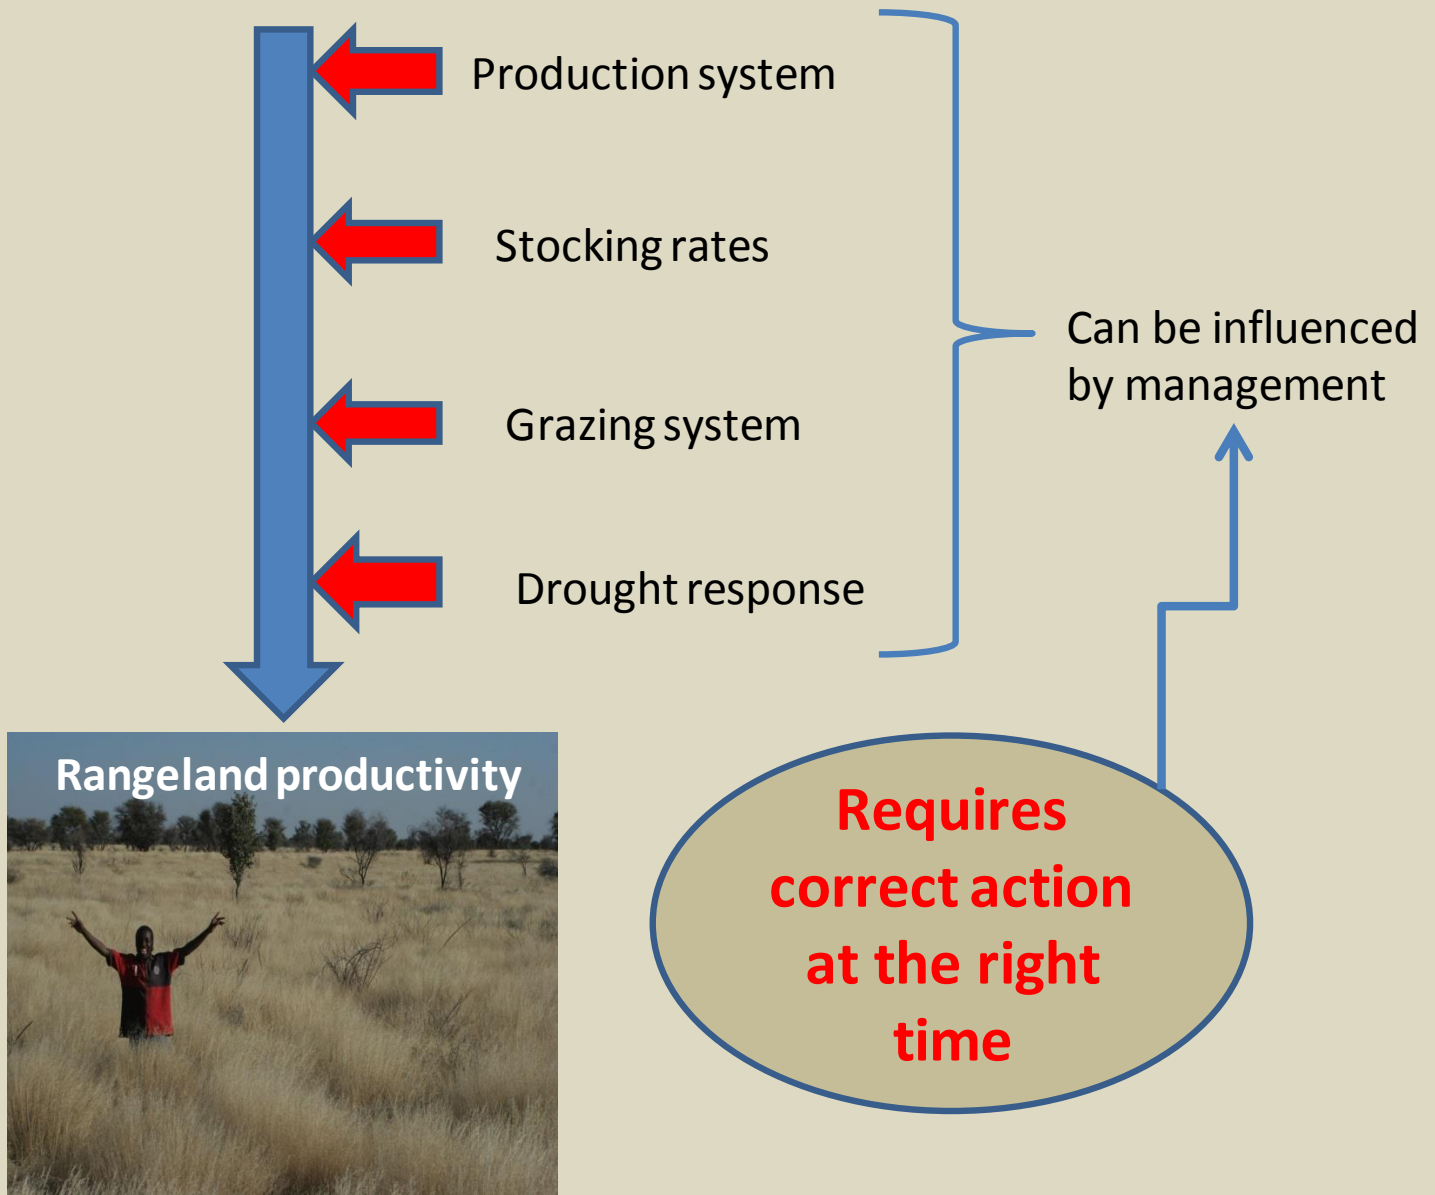 Production system
Stocking rates
Grazing system
Drought response
Can be influenced
by management
Rangeland productivity
Requires
correct action
at the right
time